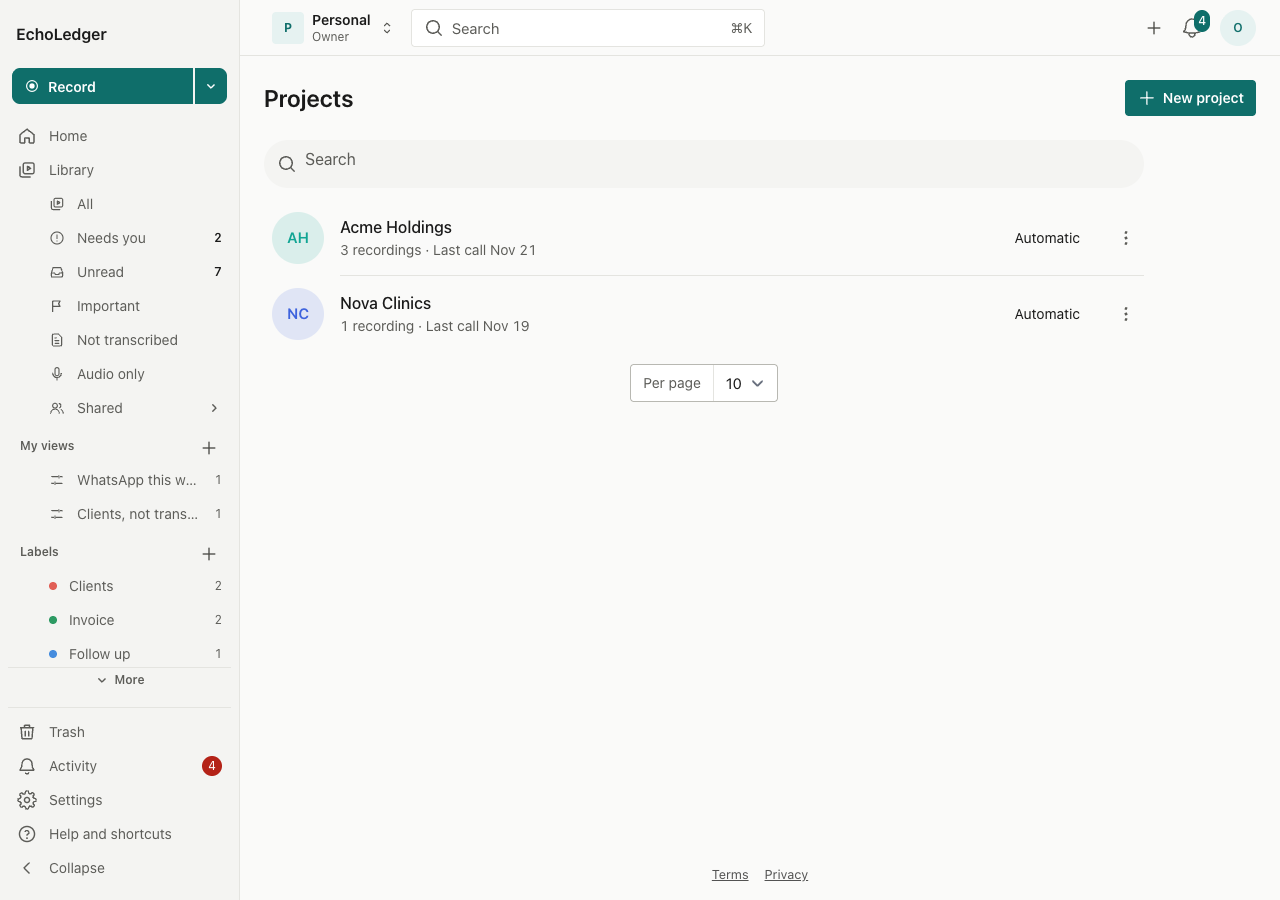 EchoLedger
Record
Home
Library
All
Needs you 2
Unread 7
Important
Not transcribed
Audio only
Shared
My views
WhatsApp this w... 1
Clients, not trans... 1
Labels
Clients 2
Invoice 2
Follow up 1
More
Trash
Activity 4
Settings
Help and shortcuts
Collapse
P Personal
Owner
Search ⌘K
4
O
Projects
New project
Search
AH Acme Holdings Automatic
3 recordings · Last call Nov 21
NC Nova Clinics Automatic
1 recording · Last call Nov 19
Per page 10
Terms Privacy